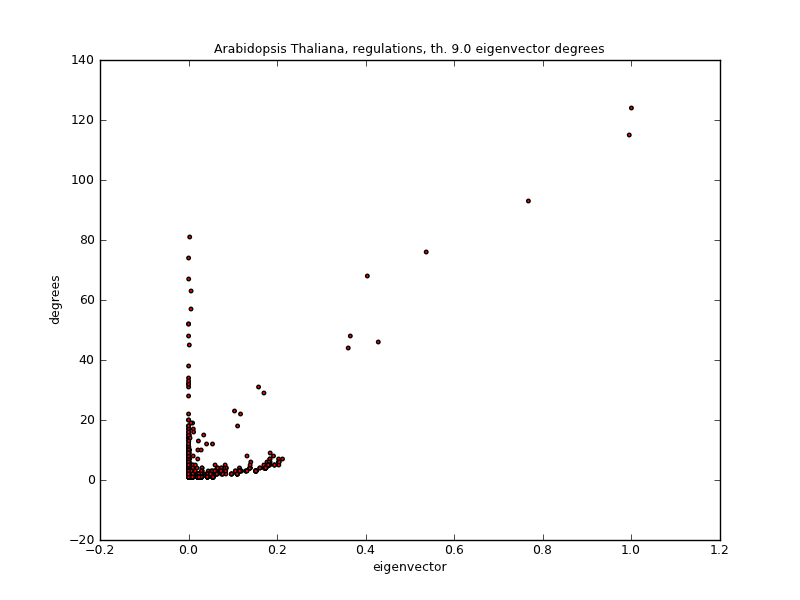 Arabidopsis Thaliana, regulations, th. 9.0 eigenvector degrees
140
120
100
80
60
40
20
0
−20
degrees
−0.2 0.0 0.2 0.4 0.6 0.8 1.0 1.2
eigenvector